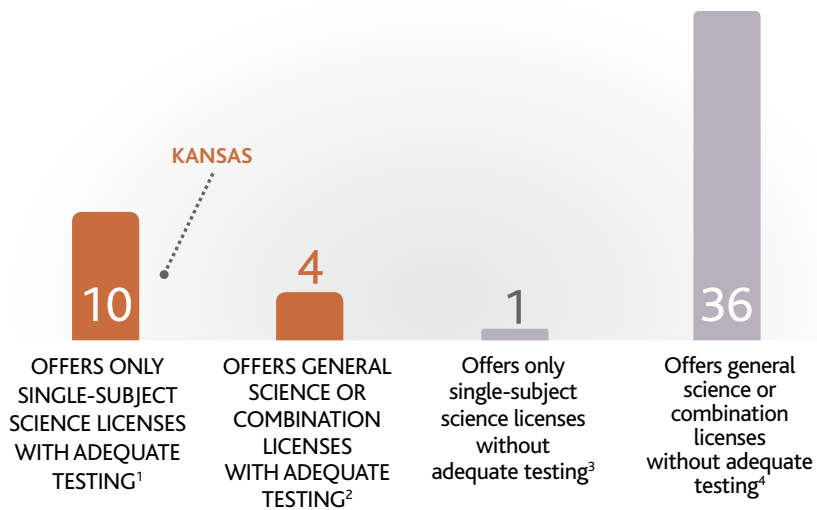 KANSAS
10
4
1
36
OFFERS ONLY
SINGLE-SUBJECT
SCIENCE LICENSES
WITH ADEQUATE
TESTING¹
OFFERS GENERAL
SCIENCE OR
COMBINATION
LICENSES
WITH ADEQUATE
TESTING²
Offers only
single-subject
science licenses
without
adequate testing³
Offers general
science or
combination
licenses
without adequate
testing⁴